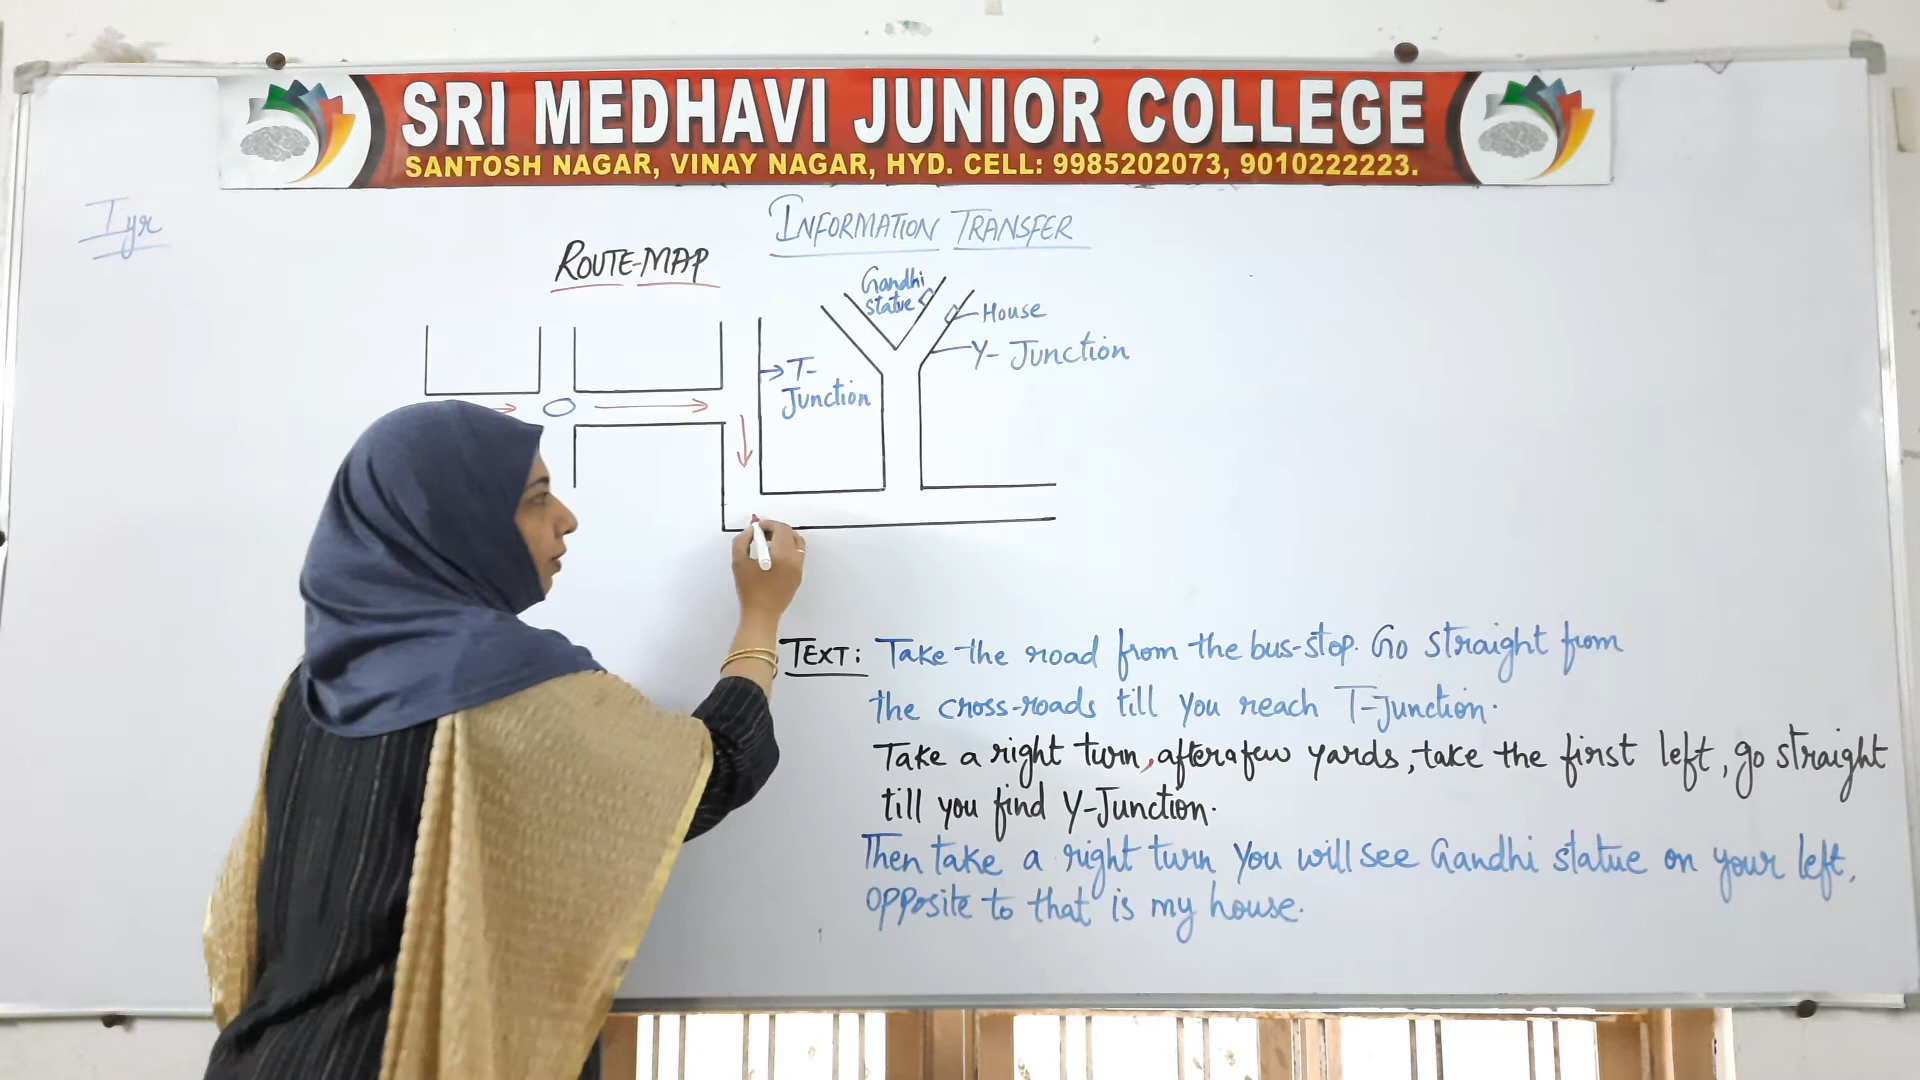 SRI MEDHAVI JUNIOR COLLEGE
SANTOSH NAGAR, VINAY NAGAR, HYD. CELL: 9985202073, 9010222223.
I yr
INFORMATION TRANSFER
ROUTE-MAP
Gandhi
statue
House
Y- Junction
T-
Junction
TEXT: Take the road from the bus-stop. Go straight from
the cross-roads till you reach T-Junction.
Take a right turn, after a few yards, take the first left, go straight
till you find Y-Junction.
Then take a right turn you will see Gandhi statue on your left,
opposite to that is my house.